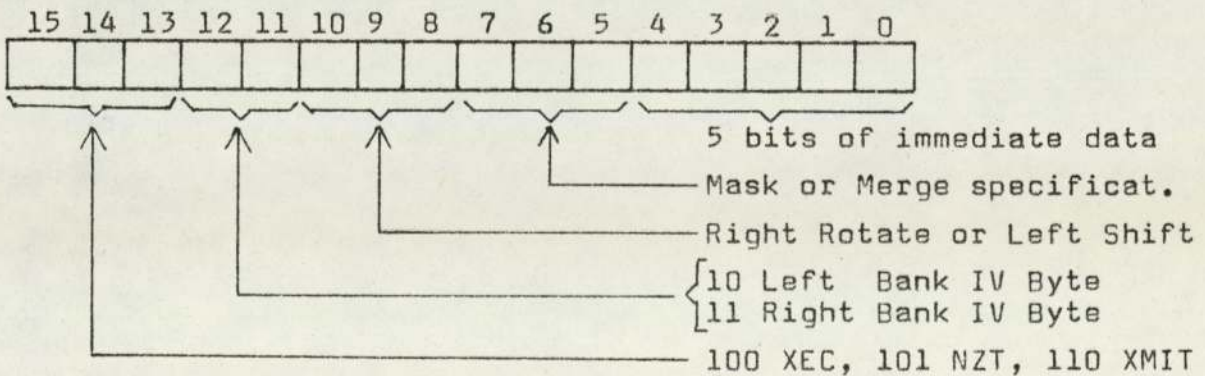 15 14 13 12 11 10 9 8 7 6 5 4 3 2 1 0
5 bits of immediate data
Mask or Merge specificat.
Right Rotate or Left Shift
10 Left Bank IV Byte
11 Right Bank IV Byte
100 XEC, 101 NZT, 110 XMIT